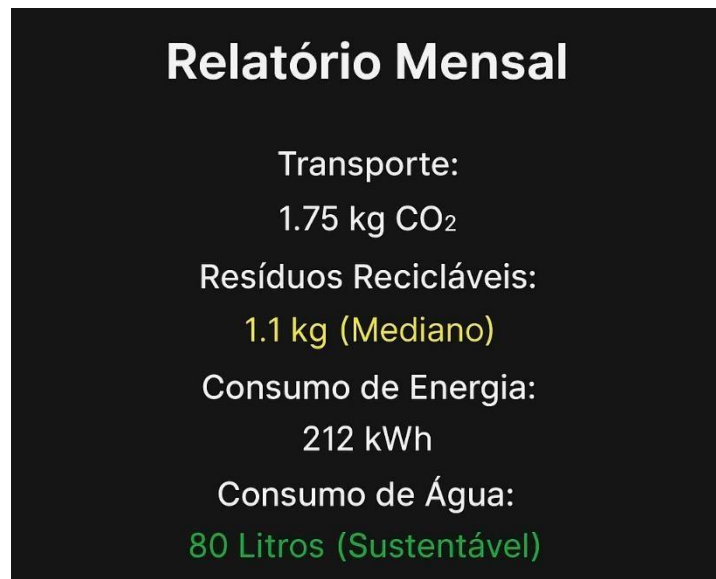 Relatório Mensal
Transporte:
1.75 kg CO₂
Resíduos Recicláveis:
1.1 kg (Mediano)
Consumo de Energia:
212 kWh
Consumo de Água:
80 Litros (Sustentável)